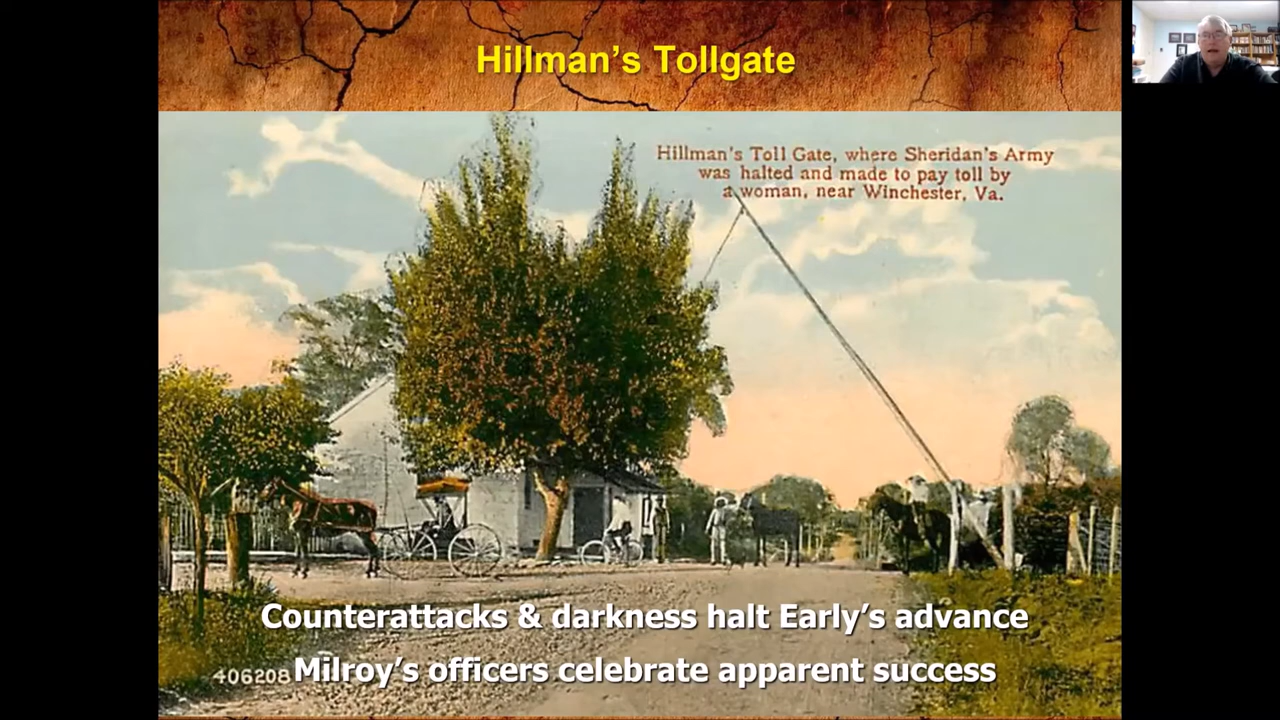 Hillman's Tollgate
Hillman's Toll Gate, where Sheridan's Army
was halted and made to pay toll by
a woman, near Winchester, Va.
Counterattacks & darkness halt Early's advance
406208
Milroy's officers celebrate apparent success